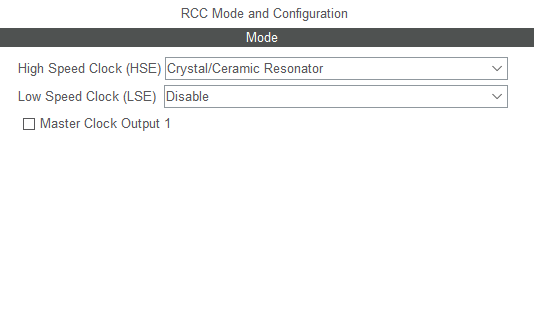 RCC Mode and Configuration
Mode
High Speed Clock (HSE) Crystal/Ceramic Resonator
Low Speed Clock (LSE) Disable
Master Clock Output 1